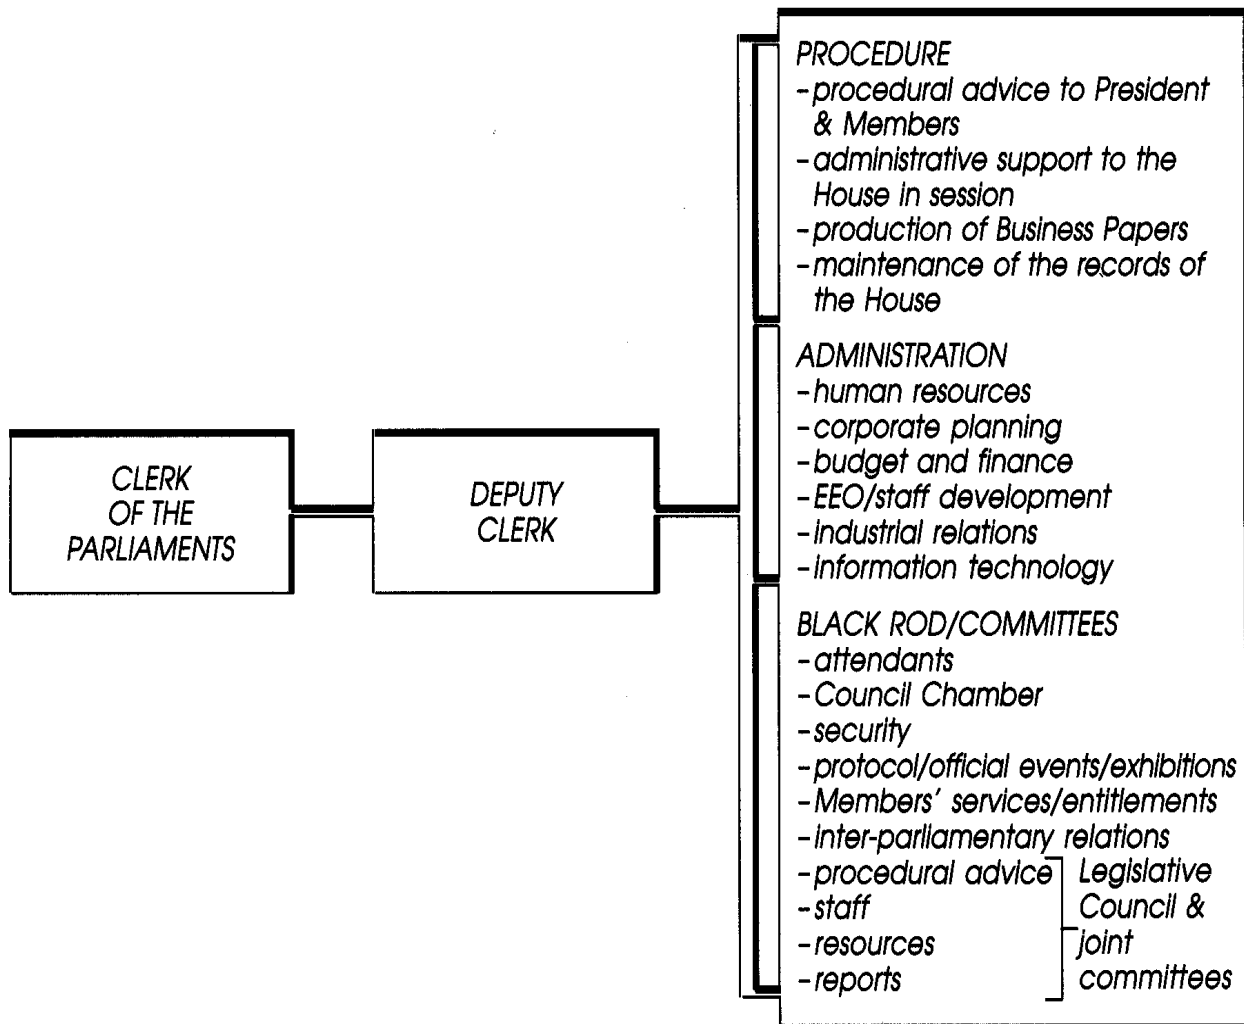 CLERK
OF THE
PARLIAMENTS
DEPUTY
CLERK
PROCEDURE
-procedural advice to President
& Members
-administrative support to the
House in session
-production of Business Papers
-maintenance of the records of
the House
ADMINISTRATION
-human resources
-corporate planning
-budget and finance
-EEO/staff development
-industrial relations
-information technology
BLACK ROD/COMMITTEES
-attendants
-Council Chamber
-security
-protocol/official events/exhibitions
-Members' services/entitlements
-inter-parliamentary relations
-procedural advice
-staff
-resources
-reports
Legislative
Council &
joint
committees